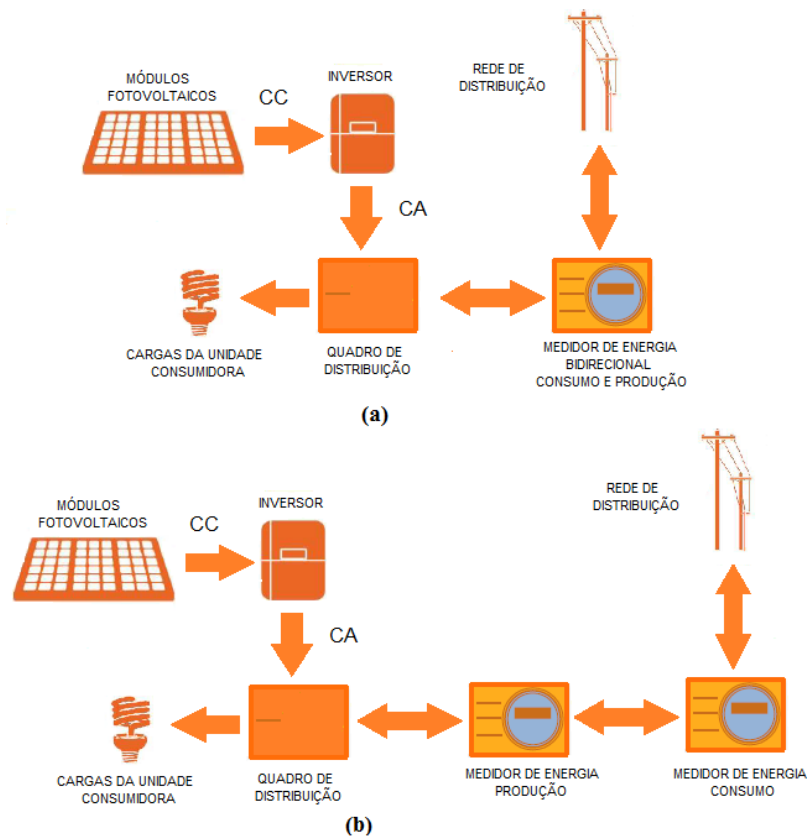 MÓDULOS
FOTOVOLTAICOS
CC
INVERSOR
REDE DE
DISTRIBUIÇÃO
CA
CARGAS DA UNIDADE
CONSUMIDORA
QUADRO DE
DISTRIBUIÇÃO
MEDIDOR DE ENERGIA
BIDIRECIONAL
CONSUMO E PRODUÇÃO
(a)
MÓDULOS
FOTOVOLTAICOS
CC
INVERSOR
REDE DE
DISTRIBUIÇÃO
CA
CARGAS DA UNIDADE
CONSUMIDORA
QUADRO DE
DISTRIBUIÇÃO
MEDIDOR DE ENERGIA
PRODUÇÃO
MEDIDOR DE ENERGIA
CONSUMO
(b)